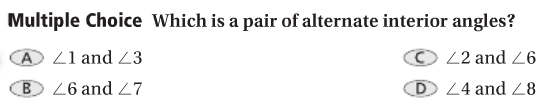 Multiple Choice Which is a pair of alternate interior angles?
A ∠1 and ∠3
C ∠2 and ∠6
B ∠6 and ∠7
D ∠4 and ∠8